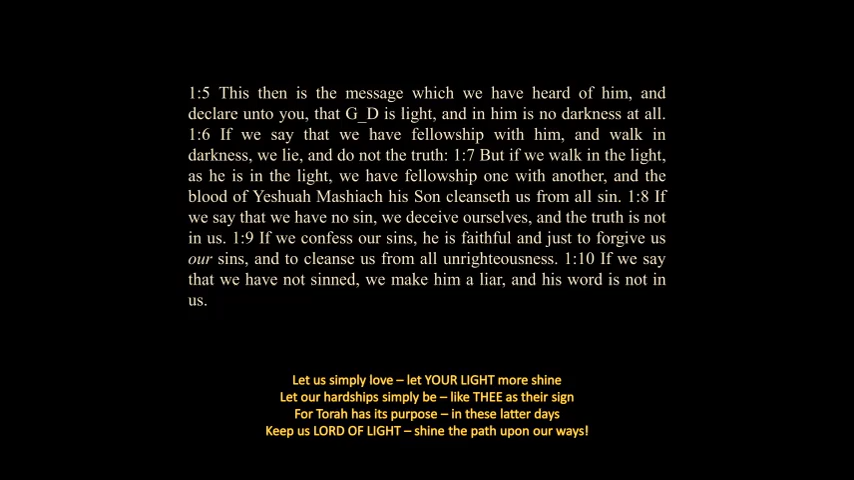 1:5 This then is the message which we have heard of him, and
declare unto you, that G_D is light, and in him is no darkness at all.
1:6 If we say that we have fellowship with him, and walk in
darkness, we lie, and do not the truth: 1:7 But if we walk in the light,
as he is in the light, we have fellowship one with another, and the
blood of Yeshuah Mashiach his Son cleanseth us from all sin. 1:8 If
we say that we have no sin, we deceive ourselves, and the truth is not
in us. 1:9 If we confess our sins, he is faithful and just to forgive us
our sins, and to cleanse us from all unrighteousness. 1:10 If we say
that we have not sinned, we make him a liar, and his word is not in
us.
Let us simply love – let YOUR LIGHT more shine
Let our hardships simply be – like THEE as their sign
For Torah has its purpose – in these latter days
Keep us LORD OF LIGHT – shine the path upon our ways!